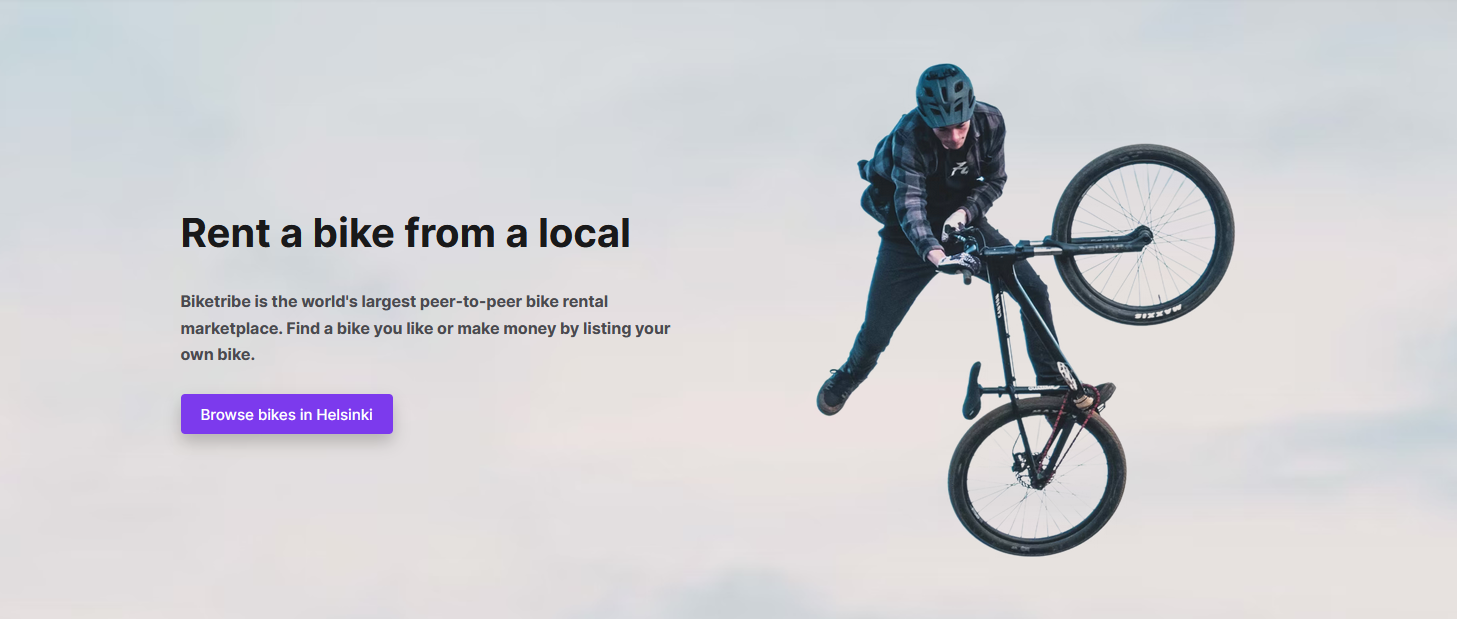 Rent a bike from a local
Biketribe is the world's largest peer-to-peer bike rental
marketplace. Find a bike you like or make money by listing your
own bike.
Browse bikes in Helsinki
MAXXIS